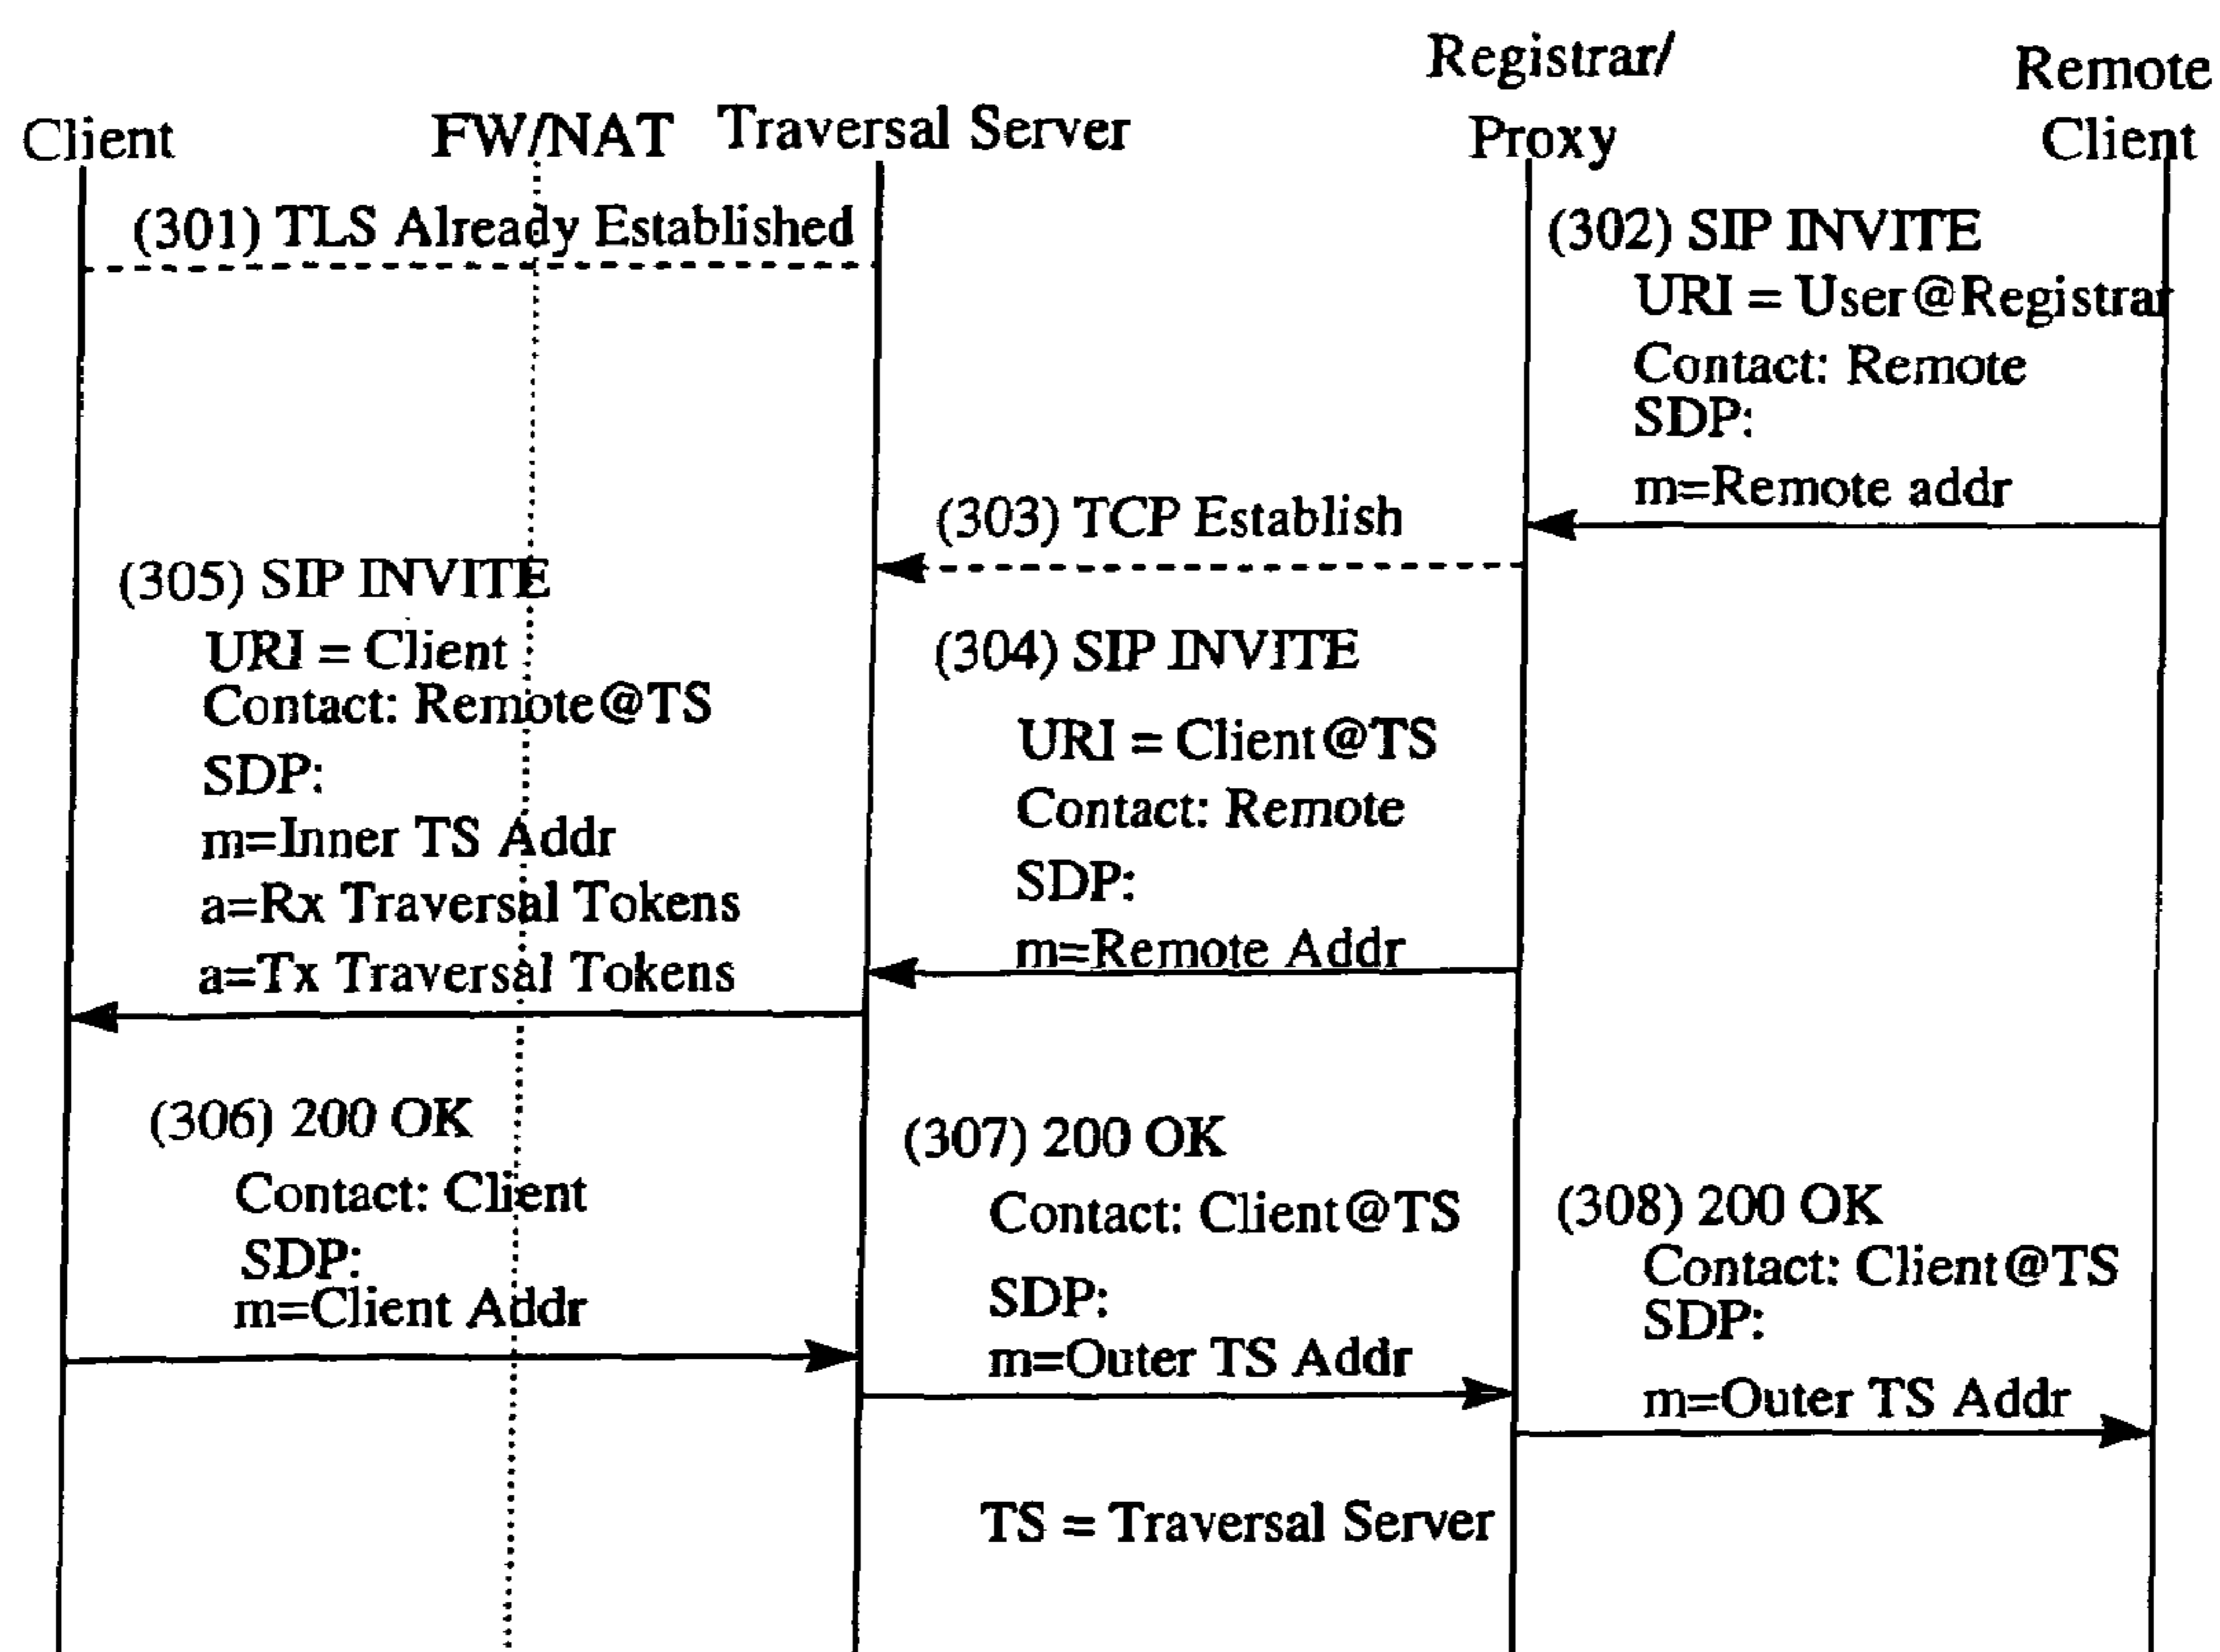 Client
FW/NAT
Traversal Server
Registrar/
Proxy
Remote
Client
(301) TLS Already Established
(302) SIP INVITE
URI = User@Registrar
Contact: Remote
SDP:
m=Remote addr
(303) TCP Establish
(304) SIP INVITE
URI = Client@TS
Contact: Remote
SDP:
m=Remote Addr
(305) SIP INVITE
URI = Client
Contact: Remote@TS
SDP:
m=Inner TS Addr
a=Rx Traversal Tokens
a=Tx Traversal Tokens
(306) 200 OK
Contact: Client
SDP:
m=Client Addr
(307) 200 OK
Contact: Client@TS
SDP:
m=Outer TS Addr
(308) 200 OK
Contact: Client@TS
SDP:
m=Outer TS Addr
TS = Traversal Server